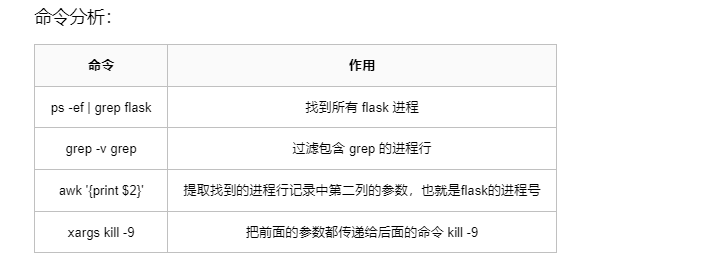 命令分析：
命令 作用
ps -ef | grep flask 找到所有 flask 进程
grep -v grep 过滤包含 grep 的进程行
awk '{print $2}' 提取找到的进程行记录中第二列的参数，也就是flask的进程号
xargs kill -9 把前面的参数都传递给后面的命令 kill -9